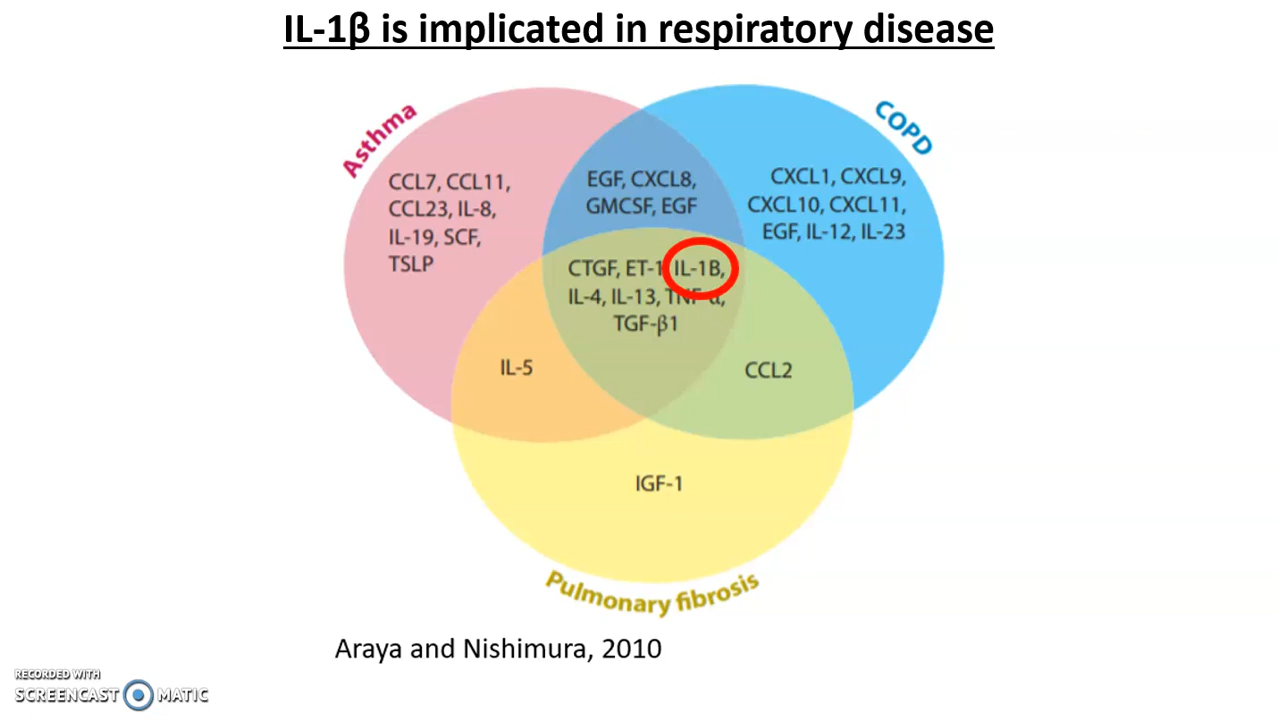 IL-1β is implicated in respiratory disease
Asthma
COPD
CCL7, CCL11,
CCL23, IL-8,
IL-19, SCF,
TSLP
EGF, CXCL8,
GMCSF, EGF
CXCL1, CXCL9,
CXCL10, CXCL11,
EGF, IL-12, IL-23
CTGF, ET-1, IL-1B,
IL-4, IL-13, TNF-α,
TGF-β1
IL-5
CCL2
IGF-1
Pulmonary fibrosis
Araya and Nishimura, 2010
RECORDED WITH
SCREENCAST MATIC